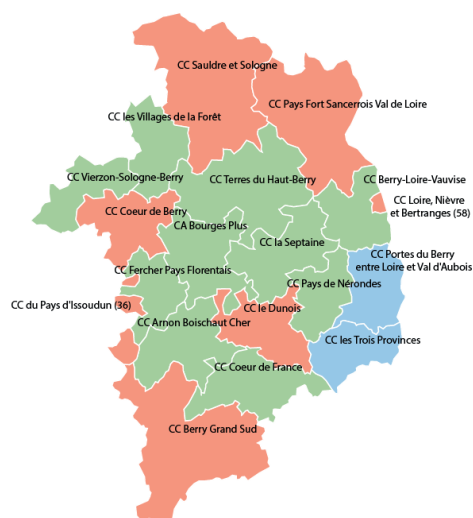 CC Sauldre et Sologne
CC Pays Fort Sancerrois Val de Loire
CC les Villages de la Forêt
CC Vierzon-Sologne-Berry
CC Terres du Haut-Berry
CC Berry-Loire-Vauvise
CC Loire, Nièvre
et Bertranges (58)
CC Coeur de Berry
CA Bourges Plus
CC la Septaine
CC Portes du Berry
entre Loire et Val d'Aubois
CC Fercher Pays Florentais
CC Pays de Nérondes
CC du Pays d'Issoudun (36)
CC le Dunois
CC Arnon Boischaut Cher
CC les Trois Provinces
CC Coeur de France
CC Berry Grand Sud